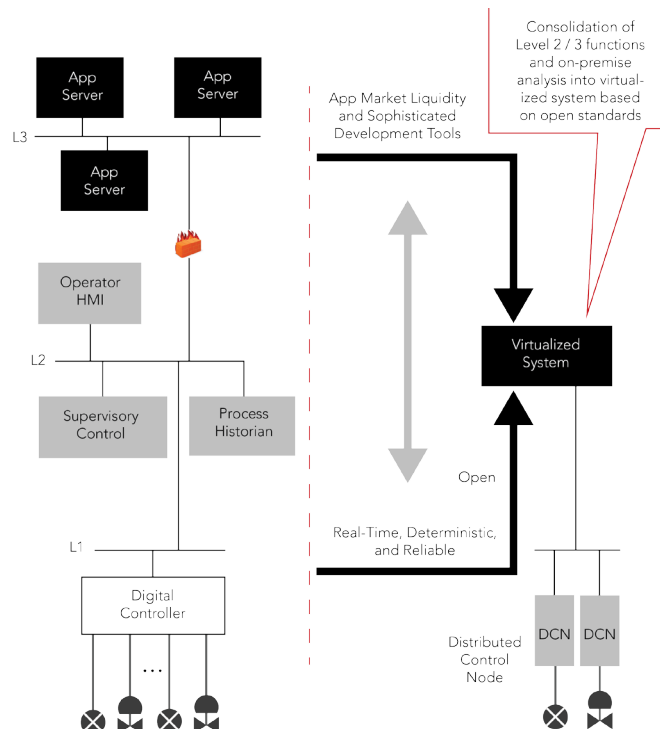 App
Server
App
Server
L3
App
Server
Operator
HMI
L2
Supervisory
Control
Process
Historian
L1
Digital
Controller
...
App Market Liquidity
and Sophisticated
Development Tools
Consolidation of
Level 2 / 3 functions
and on-premise
analysis into virtual-
ized system based
on open standards
Virtualized
System
Open
Real-Time, Deterministic,
and Reliable
Distributed
Control
Node
DCN
DCN